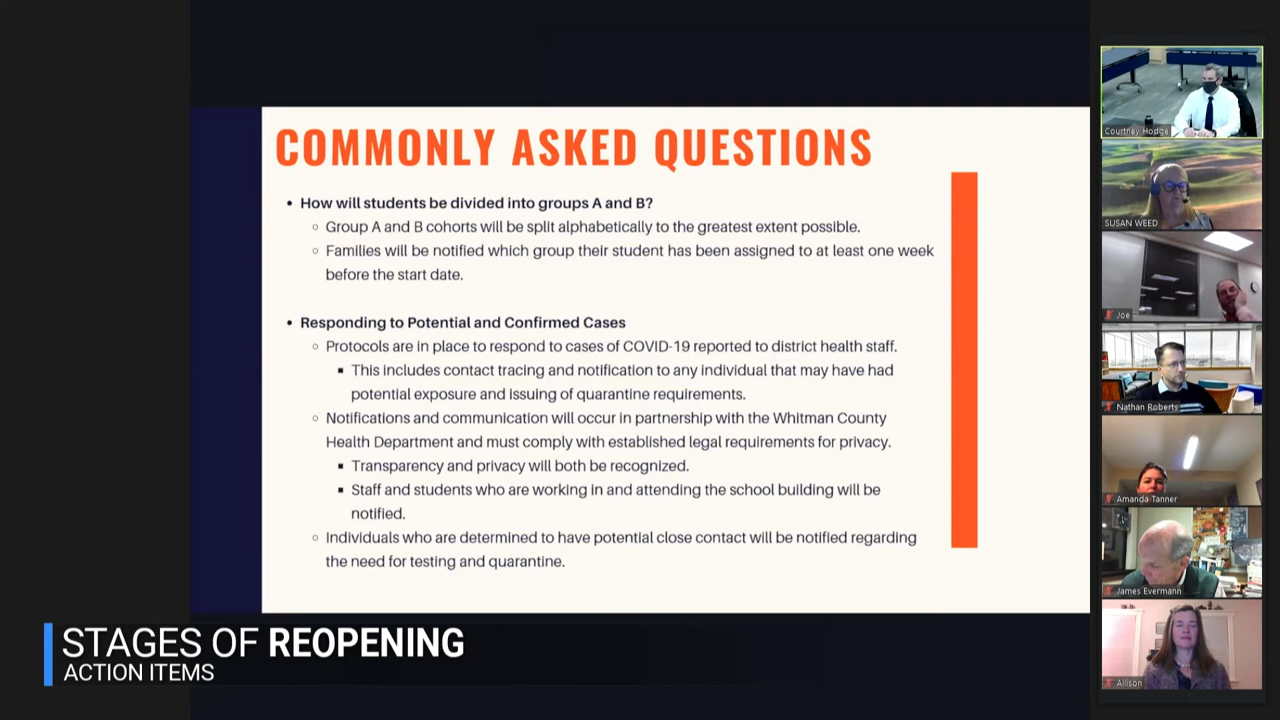 COMMONLY ASKED QUESTIONS
• How will students be divided into groups A and B?
○ Group A and B cohorts will be split alphabetically to the greatest extent possible.
○ Families will be notified which group their student has been assigned to at least one week
before the start date.
• Responding to Potential and Confirmed Cases
○ Protocols are in place to respond to cases of COVID-19 reported to district health staff.
▪ This includes contact tracing and notification to any individual that may have had
potential exposure and issuing of quarantine requirements.
○ Notifications and communication will occur in partnership with the Whitman County
Health Department and must comply with established legal requirements for privacy.
▪ Transparency and privacy will both be recognized.
▪ Staff and students who are working in and attending the school building will be
notified.
○ Individuals who are determined to have potential close contact will be notified regarding
the need for testing and quarantine.
STAGES OF REOPENING
ACTION ITEMS
Courtney Hodge
SUSAN WEED
Joe
Nathan Roberts
Amanda Tanner
James Evermann
Allison